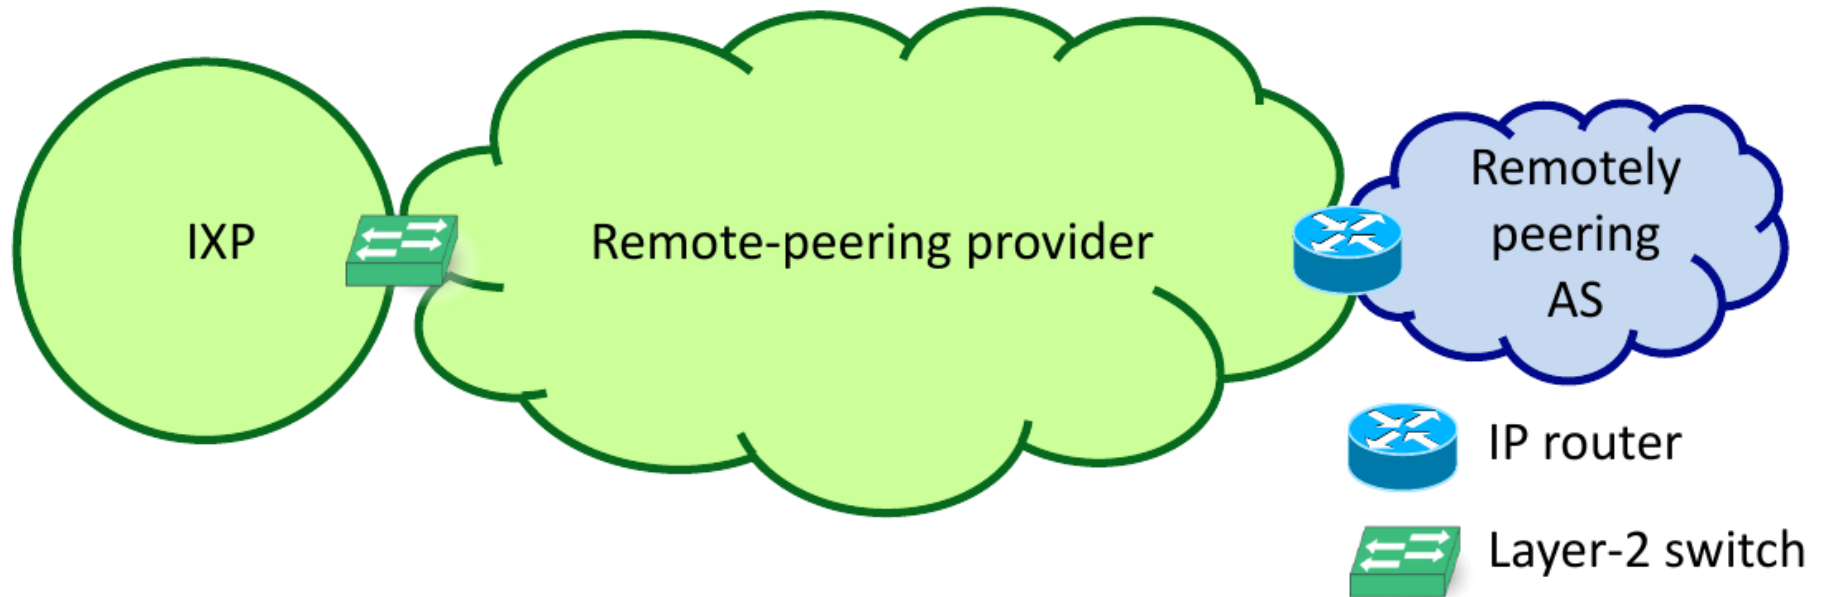 IXP
Remote-peering provider
Remotely
peering
AS
IP router
Layer-2 switch